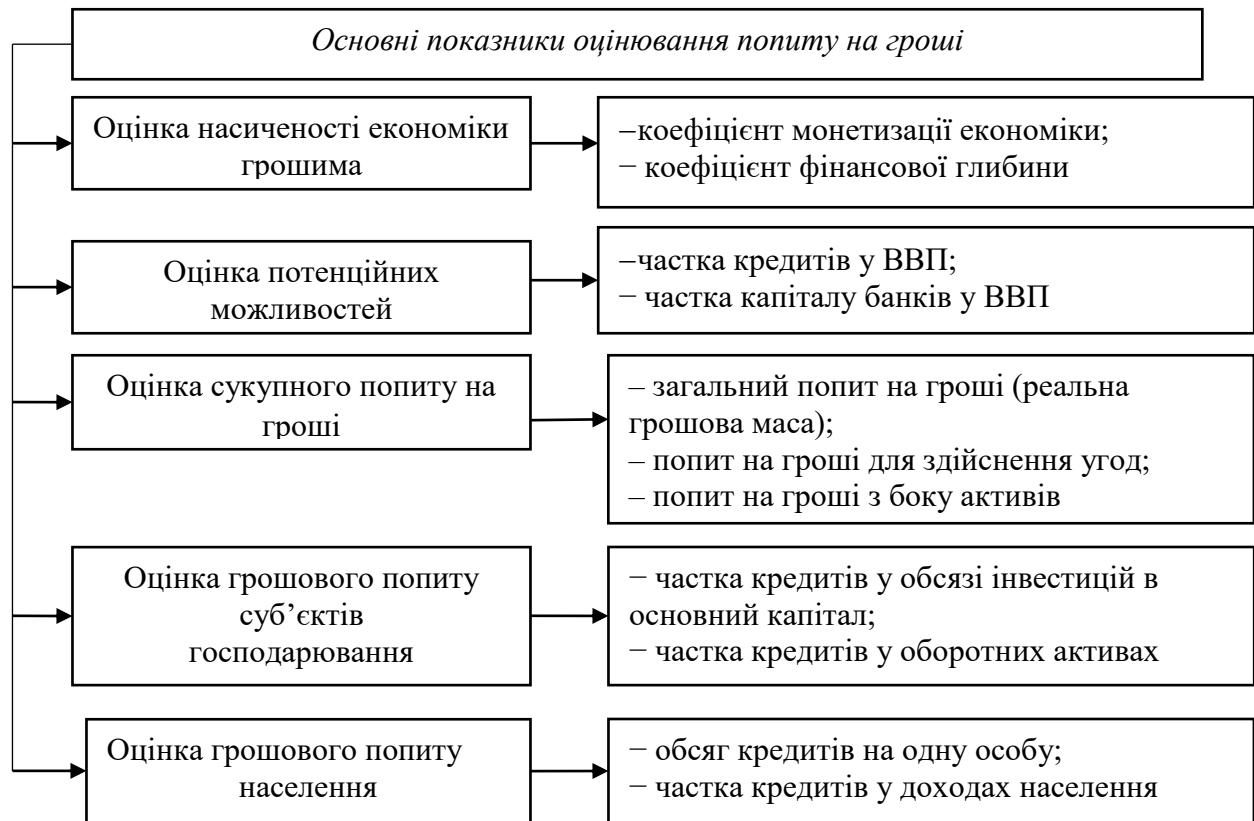 Основні показники оцінювання попиту на гроші
Оцінка насиченості економіки
грошима
–коефіцієнт монетизації економіки;
− коефіцієнт фінансової глибини
Оцінка потенційних
можливостей
–частка кредитів у ВВП;
− частка капіталу банків у ВВП
Оцінка сукупного попиту на
гроші
– загальний попит на гроші (реальна
грошова маса);
– попит на гроші для здійснення угод;
– попит на гроші з боку активів
Оцінка грошового попиту
суб’єктів
господарювання
− частка кредитів у обсязі інвестицій в
основний капітал;
− частка кредитів у оборотних активах
Оцінка грошового попиту
населення
− обсяг кредитів на одну особу;
− частка кредитів у доходах населення